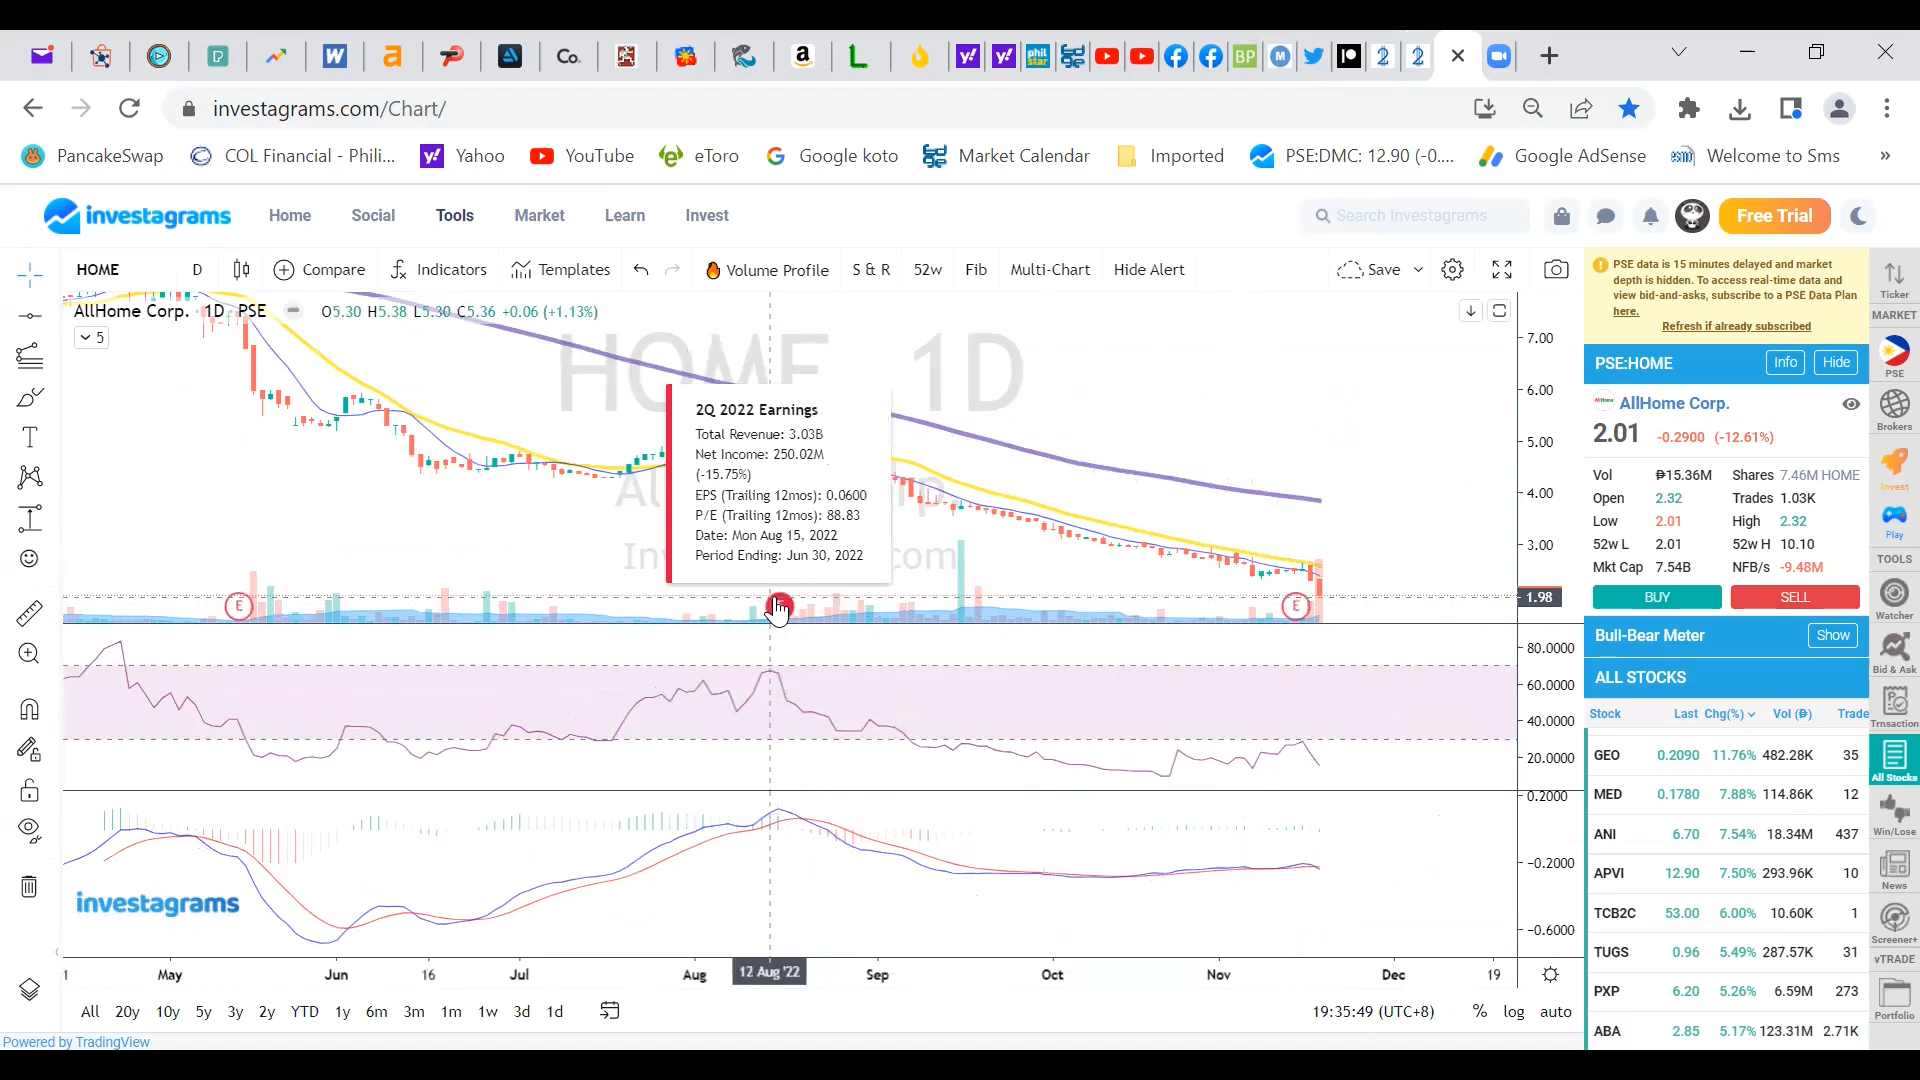 Co.
investagrams.com/Chart/
PancakeSwap
COL Financial - Phili...
Yahoo
YouTube
eToro
Google koto
Market Calendar
Imported
PSE:DMC: 12.90 (-0....
Google AdSense
Welcome to Sms
»
investagrams
Home
Social
Tools
Market
Learn
Invest
Search Investagrams
Free Trial
HOME
D
Compare
Indicators
Templates
Volume Profile
S & R
52w
Fib
Multi-Chart
Hide Alert
Save
AllHome Corp. · 1D · PSE
O5.30 H5.38 L5.30 C5.36 +0.06 (+1.13%)
5
2Q 2022 Earnings
Total Revenue: 3.03B
Net Income: 250.02M
(-15.75%)
EPS (Trailing 12mos): 0.0600
P/E (Trailing 12mos): 88.83
Date: Mon Aug 15, 2022
Period Ending: Jun 30, 2022
E
E
7.00
6.00
5.00
4.00
3.00
1.98
80.0000
60.0000
40.0000
20.0000
0.2000
−0.2000
−0.6000
investagrams
1
May
Jun
16
Jul
Aug
12 Aug '22
Sep
Oct
Nov
Dec
19
All
20y
10y
5y
3y
2y
YTD
1y
6m
3m
1m
1w
3d
1d
19:35:49 (UTC+8)
%
log
auto
Powered by TradingView
PSE data is 15 minutes delayed and market
depth is hidden. To access real-time data and
view bid-and-asks, subscribe to a PSE Data Plan
here.
Refresh if already subscribed
PSE:HOME
Info
Hide
AllHome Corp.
2.01 -0.2900 (-12.61%)
Vol ₱15.36M Shares 7.46M HOME
Open 2.32 Trades 1.03K
Low 2.01 High 2.32
52w L 2.01 52w H 10.10
Mkt Cap 7.54B NFB/s -9.48M
BUY
SELL
Bull-Bear Meter
Show
ALL STOCKS
Stock Last Chg(%) Vol (₱) Trade
GEO 0.2090 11.76% 482.28K 35
MED 0.1780 7.88% 114.86K 12
ANI 6.70 7.54% 18.34M 437
APVI 12.90 7.50% 293.96K 10
TCB2C 53.00 6.00% 10.60K 1
TUGS 0.96 5.49% 287.57K 31
PXP 6.20 5.26% 6.59M 273
ABA 2.85 5.17% 123.31M 2.71K
Ticker
MARKET
PSE
Brokers
Invest
Play
TOOLS
Watcher
Bid & Ask
Trnsaction
All Stocks
Win/Lose
News
Screener+
vTRADE
Portfolio